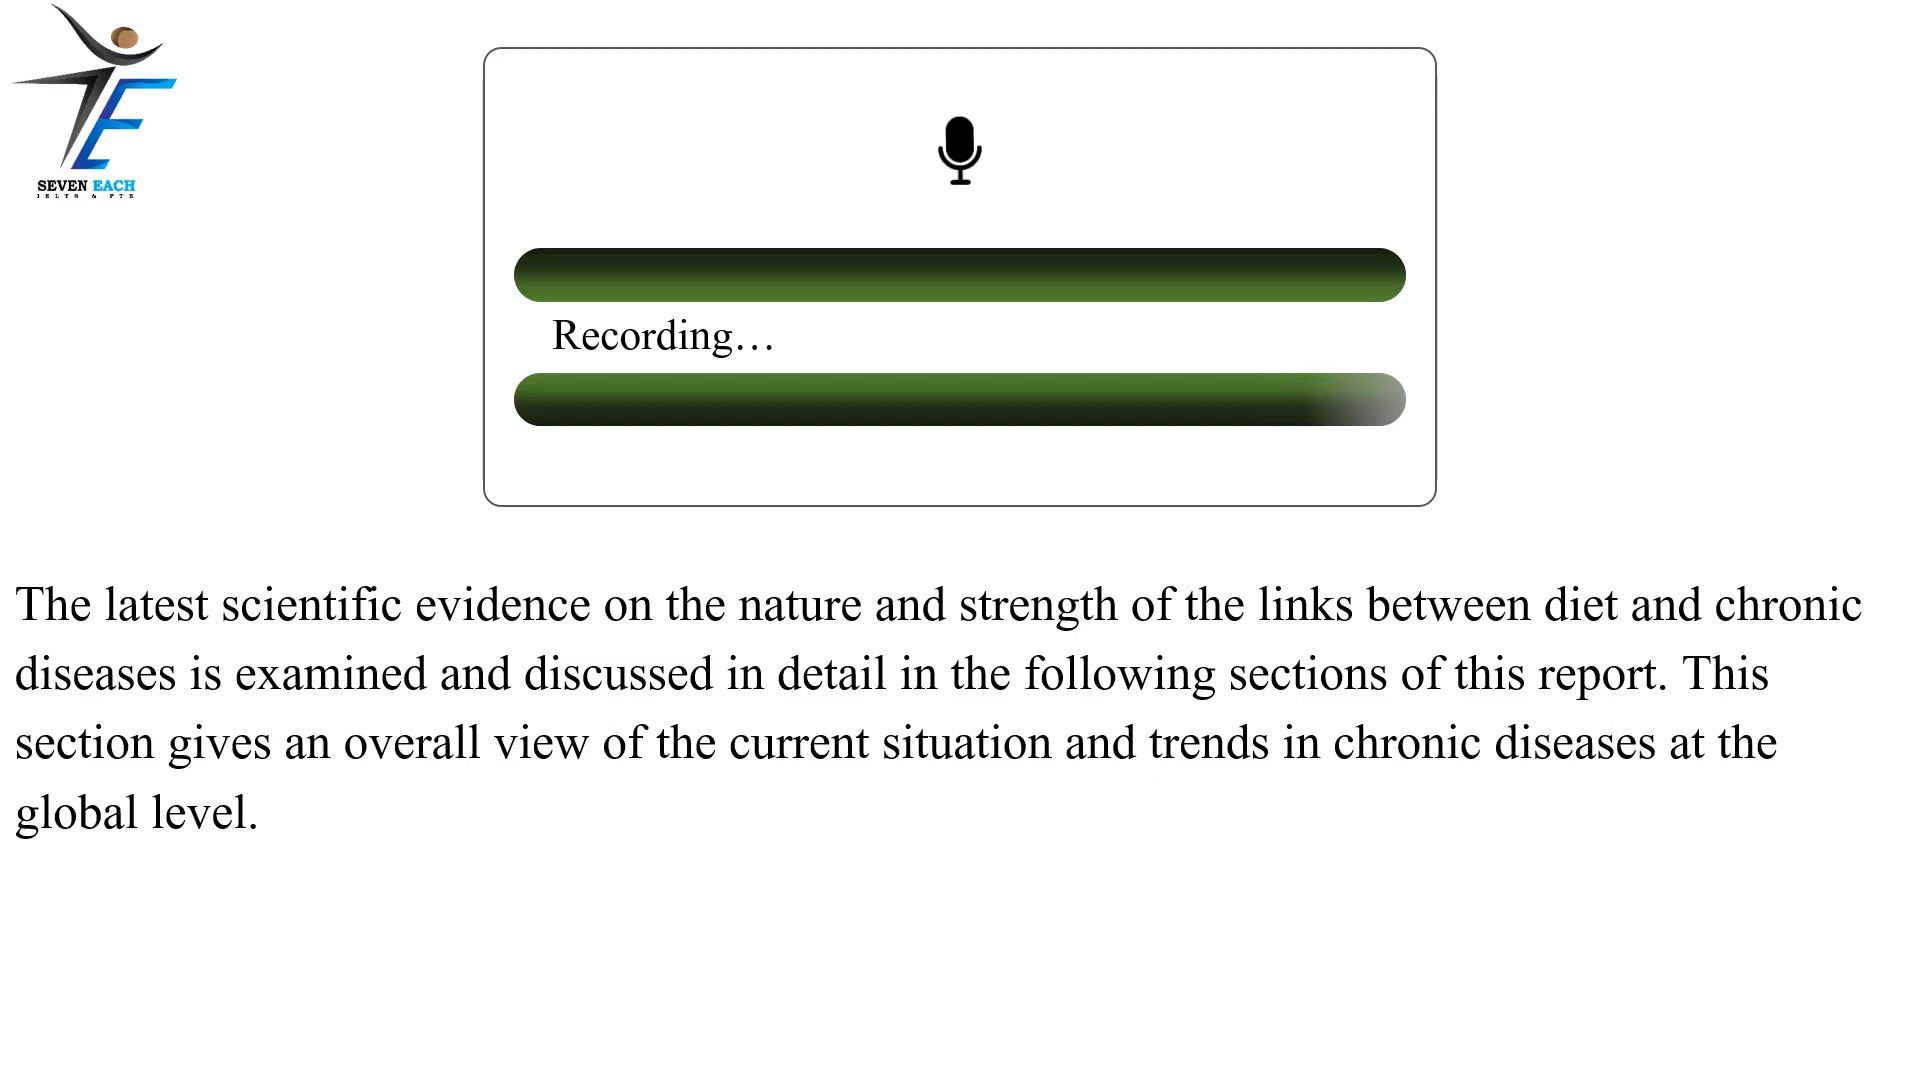 SEVEN EACH
IELTS & PTE
Recording…
The latest scientific evidence on the nature and strength of the links between diet and chronic
diseases is examined and discussed in detail in the following sections of this report. This
section gives an overall view of the current situation and trends in chronic diseases at the
global level.